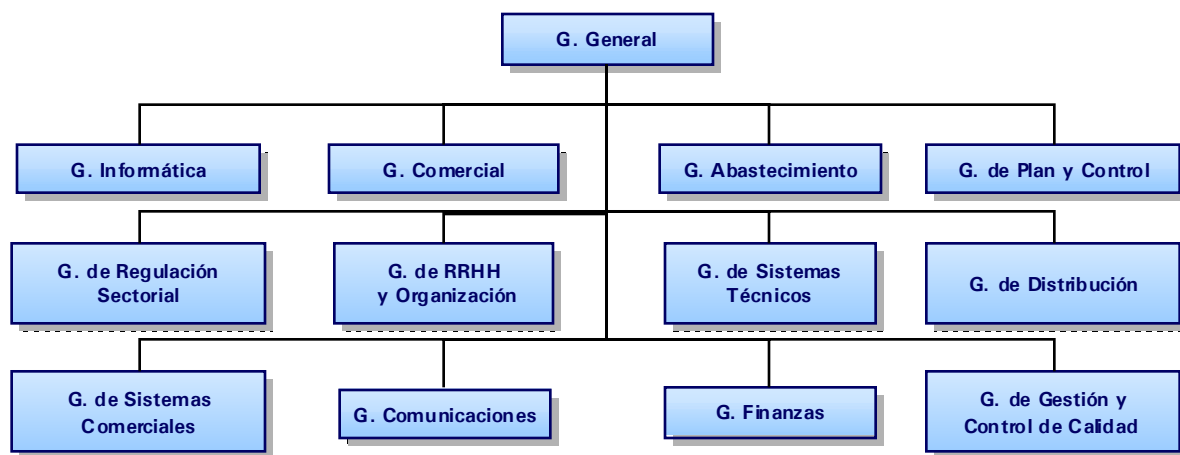 G. General
G. Informática
G. Comercial
G. Abastecimiento
G. de Plan y Control
G. de Regulación
Sectorial
G. de RRHH
y Organización
G. de Sistemas
Técnicos
G. de Distribución
G. de Sistemas
Comerciales
G. Comunicaciones
G. Finanzas
G. de Gestión y
Control de Calidad